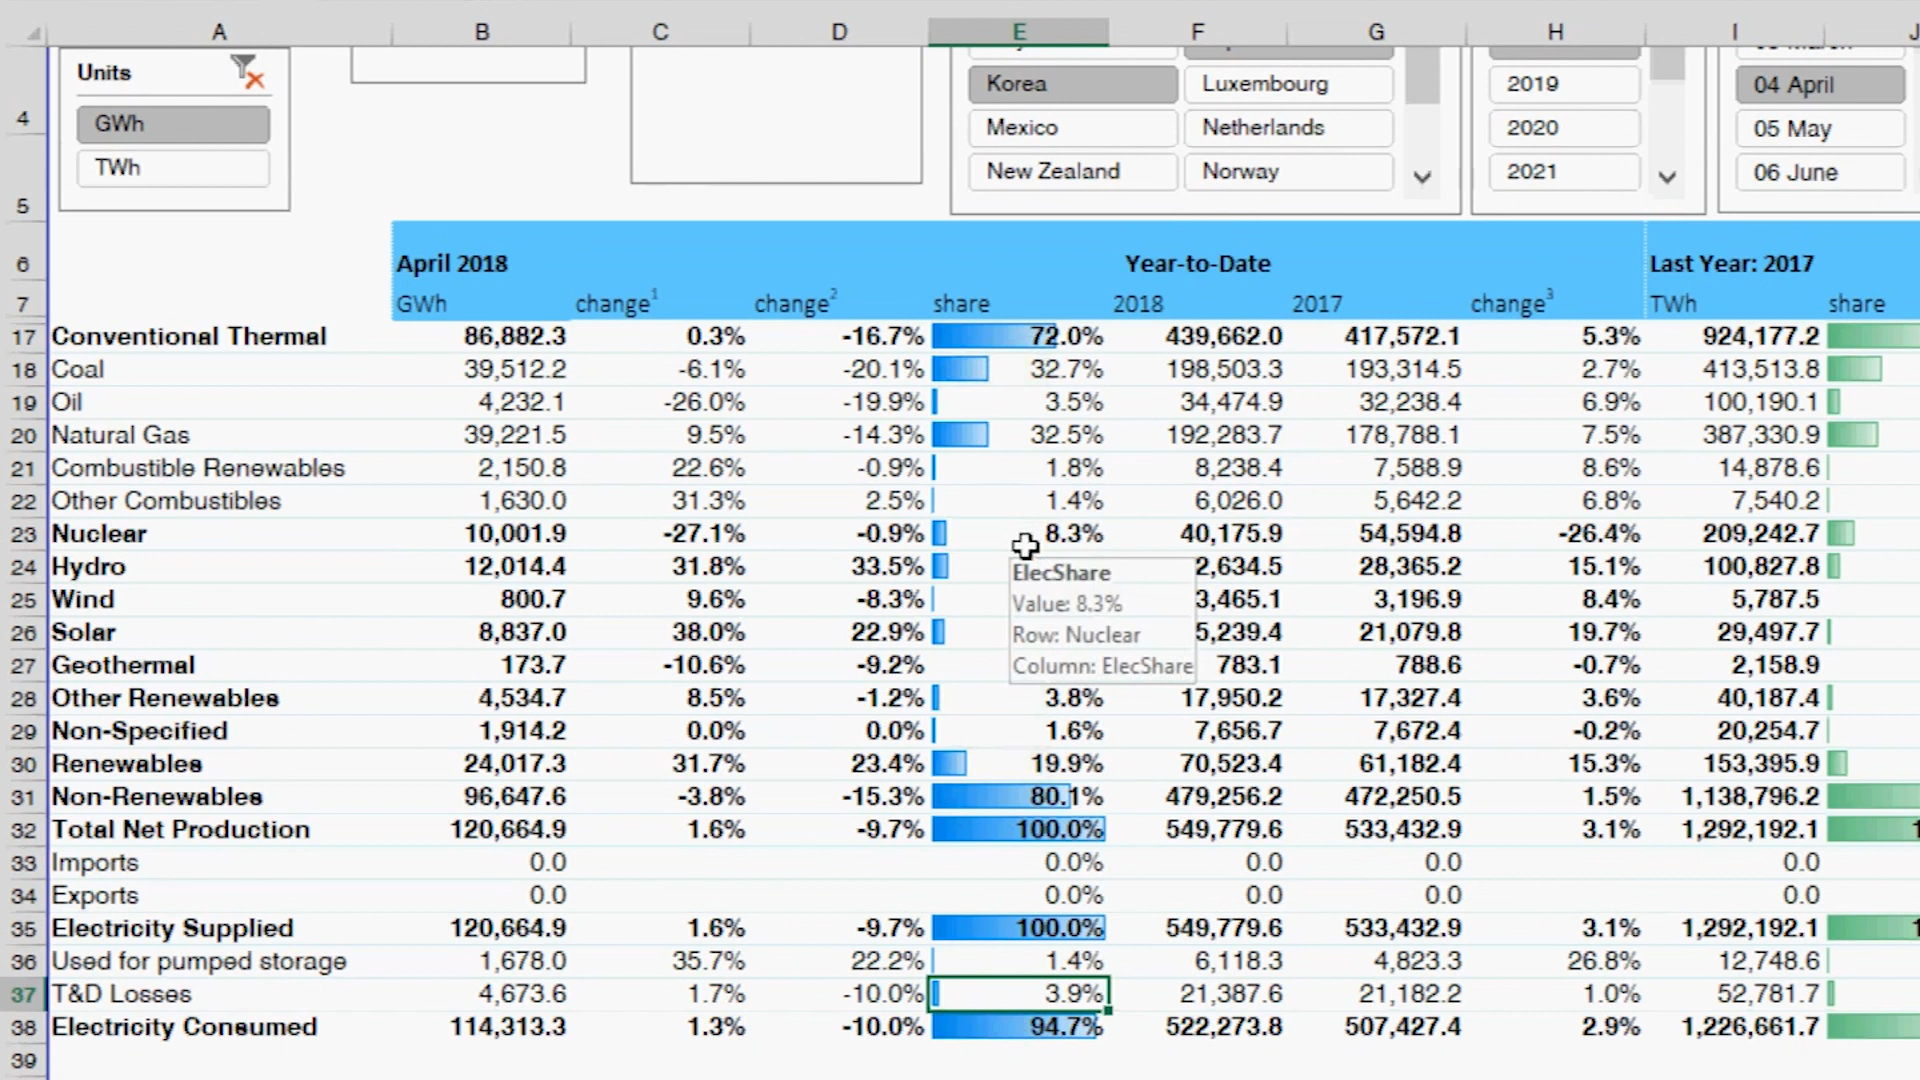 A B C D E F G H I J
Units
GWh
TWh
Korea Luxembourg 2019 04 April
Mexico Netherlands 2020 05 May
New Zealand Norway 2021 06 June
4
5
6 April 2018 Year-to-Date Last Year: 2017
7 GWh change1 change2 share 2018 2017 change3 TWh share
17 Conventional Thermal 86,882.3 0.3% -16.7% 72.0% 439,662.0 417,572.1 5.3% 924,177.2
18 Coal 39,512.2 -6.1% -20.1% 32.7% 198,503.3 193,314.5 2.7% 413,513.8
19 Oil 4,232.1 -26.0% -19.9% 3.5% 34,474.9 32,238.4 6.9% 100,190.1
20 Natural Gas 39,221.5 9.5% -14.3% 32.5% 192,283.7 178,788.1 7.5% 387,330.9
21 Combustible Renewables 2,150.8 22.6% -0.9% 1.8% 8,238.4 7,588.9 8.6% 14,878.6
22 Other Combustibles 1,630.0 31.3% 2.5% 1.4% 6,026.0 5,642.2 6.8% 7,540.2
23 Nuclear 10,001.9 -27.1% -0.9% 8.3% 40,175.9 54,594.8 -26.4% 209,242.7
24 Hydro 12,014.4 31.8% 33.5% 2,634.5 28,365.2 15.1% 100,827.8
25 Wind 800.7 9.6% -8.3% 3,465.1 3,196.9 8.4% 5,787.5
26 Solar 8,837.0 38.0% 22.9% 5,239.4 21,079.8 19.7% 29,497.7
27 Geothermal 173.7 -10.6% -9.2% 783.1 788.6 -0.7% 2,158.9
ElecShare
Value: 8.3%
Row: Nuclear
Column: ElecShare
28 Other Renewables 4,534.7 8.5% -1.2% 3.8% 17,950.2 17,327.4 3.6% 40,187.4
29 Non-Specified 1,914.2 0.0% 0.0% 1.6% 7,656.7 7,672.4 -0.2% 20,254.7
30 Renewables 24,017.3 31.7% 23.4% 19.9% 70,523.4 61,182.4 15.3% 153,395.9
31 Non-Renewables 96,647.6 -3.8% -15.3% 80.1% 479,256.2 472,250.5 1.5% 1,138,796.2
32 Total Net Production 120,664.9 1.6% -9.7% 100.0% 549,779.6 533,432.9 3.1% 1,292,192.1
33 Imports 0.0 0.0% 0.0 0.0 0.0
34 Exports 0.0 0.0% 0.0 0.0 0.0
35 Electricity Supplied 120,664.9 1.6% -9.7% 100.0% 549,779.6 533,432.9 3.1% 1,292,192.1
36 Used for pumped storage 1,678.0 35.7% 22.2% 1.4% 6,118.3 4,823.3 26.8% 12,748.6
37 T&D Losses 4,673.6 1.7% -10.0% 3.9% 21,387.6 21,182.2 1.0% 52,781.7
38 Electricity Consumed 114,313.3 1.3% -10.0% 94.7% 522,273.8 507,427.4 2.9% 1,226,661.7
39